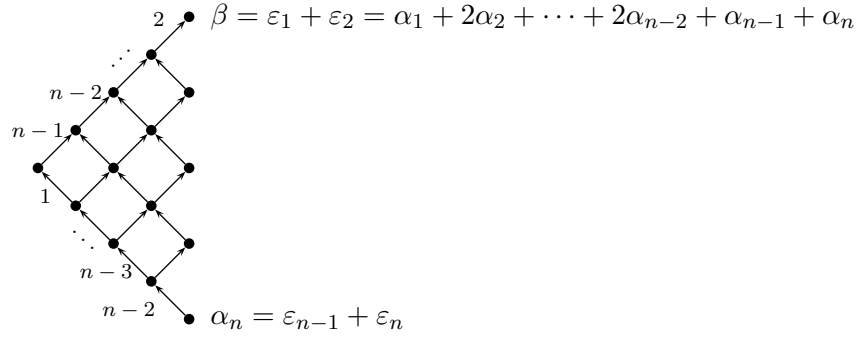 2 β = ε₁ + ε₂ = α₁ + 2α₂ + ⋯ + 2αₙ₋₂ + αₙ₋₁ + αₙ
⋰
n − 2
n − 1
1
⋱
n − 3
n − 2
αₙ = εₙ₋₁ + εₙ